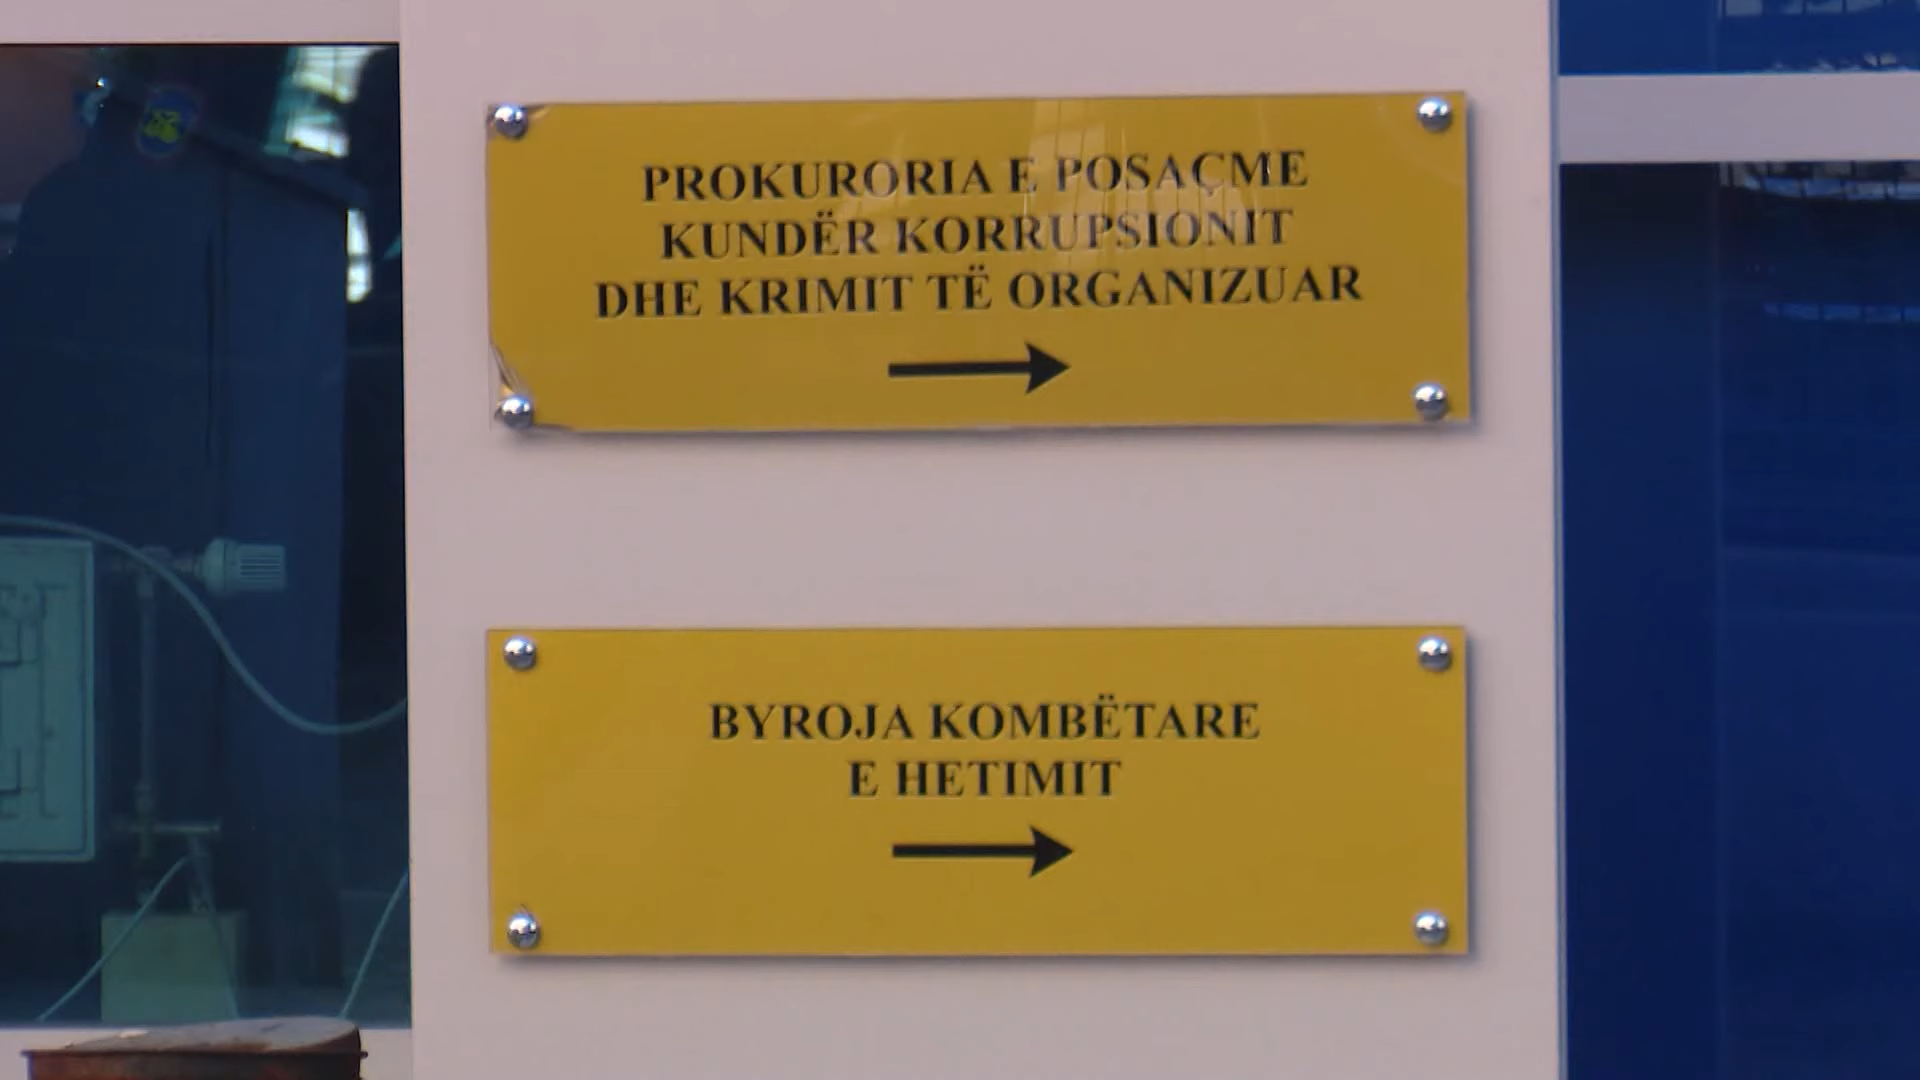 PROKURORIA E POSAÇME
KUNDËR KORRUPSIONIT
DHE KRIMIT TË ORGANIZUAR
BYROJA KOMBËTARE
E HETIMIT